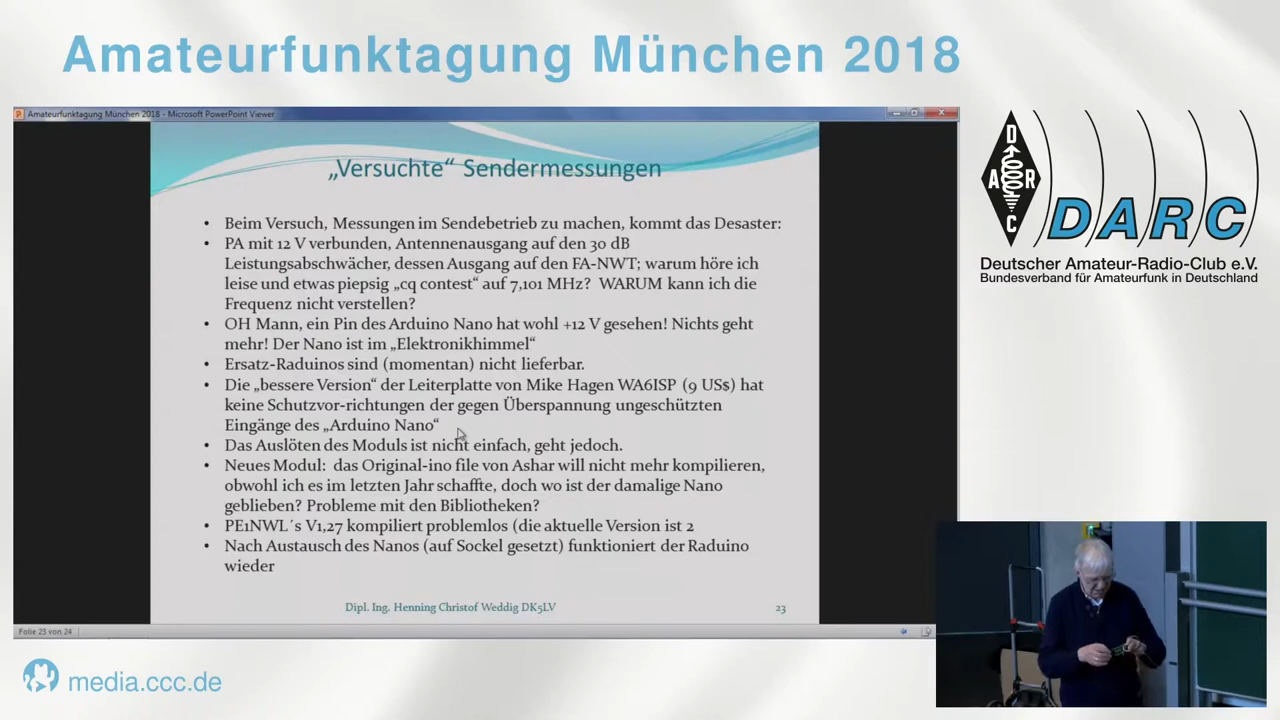 Amateurfunktagung München 2018
Amateurfunktagung München 2018 - Microsoft PowerPoint Viewer
„Versuchte“ Sendermessungen
• Beim Versuch, Messungen im Sendebetrieb zu machen, kommt das Desaster:
• PA mit 12 V verbunden, Antennenausgang auf den 30 dB
Leistungsabschwächer, dessen Ausgang auf den FA-NWT; warum höre ich
leise und etwas piepsig „cq contest“ auf 7,101 MHz? WARUM kann ich die
Frequenz nicht verstellen?
• OH Mann, ein Pin des Arduino Nano hat wohl +12 V gesehen! Nichts geht
mehr! Der Nano ist im „Elektronikhimmel“
• Ersatz-Raduinos sind (momentan) nicht lieferbar.
• Die „bessere Version“ der Leiterplatte von Mike Hagen WA6ISP (9 US$) hat
keine Schutzvor-richtungen der gegen Überspannung ungeschützten
Eingänge des „Arduino Nano“
• Das Auslöten des Moduls ist nicht einfach, geht jedoch.
• Neues Modul: das Original-ino file von Ashar will nicht mehr kompilieren,
obwohl ich es im letzten Jahr schaffte, doch wo ist der damalige Nano
geblieben? Probleme mit den Bibliotheken?
• PE1NWL´s V1,27 kompiliert problemlos (die aktuelle Version ist 2
• Nach Austausch des Nanos (auf Sockel gesetzt) funktioniert der Raduino
wieder
Dipl. Ing. Henning Christof Weddig DK5LV
23
Folie 23 von 24
D
A R
C
DARC
Deutscher Amateur-Radio-Club e.V.
Bundesverband für Amateurfunk in Deutschland
media.ccc.de